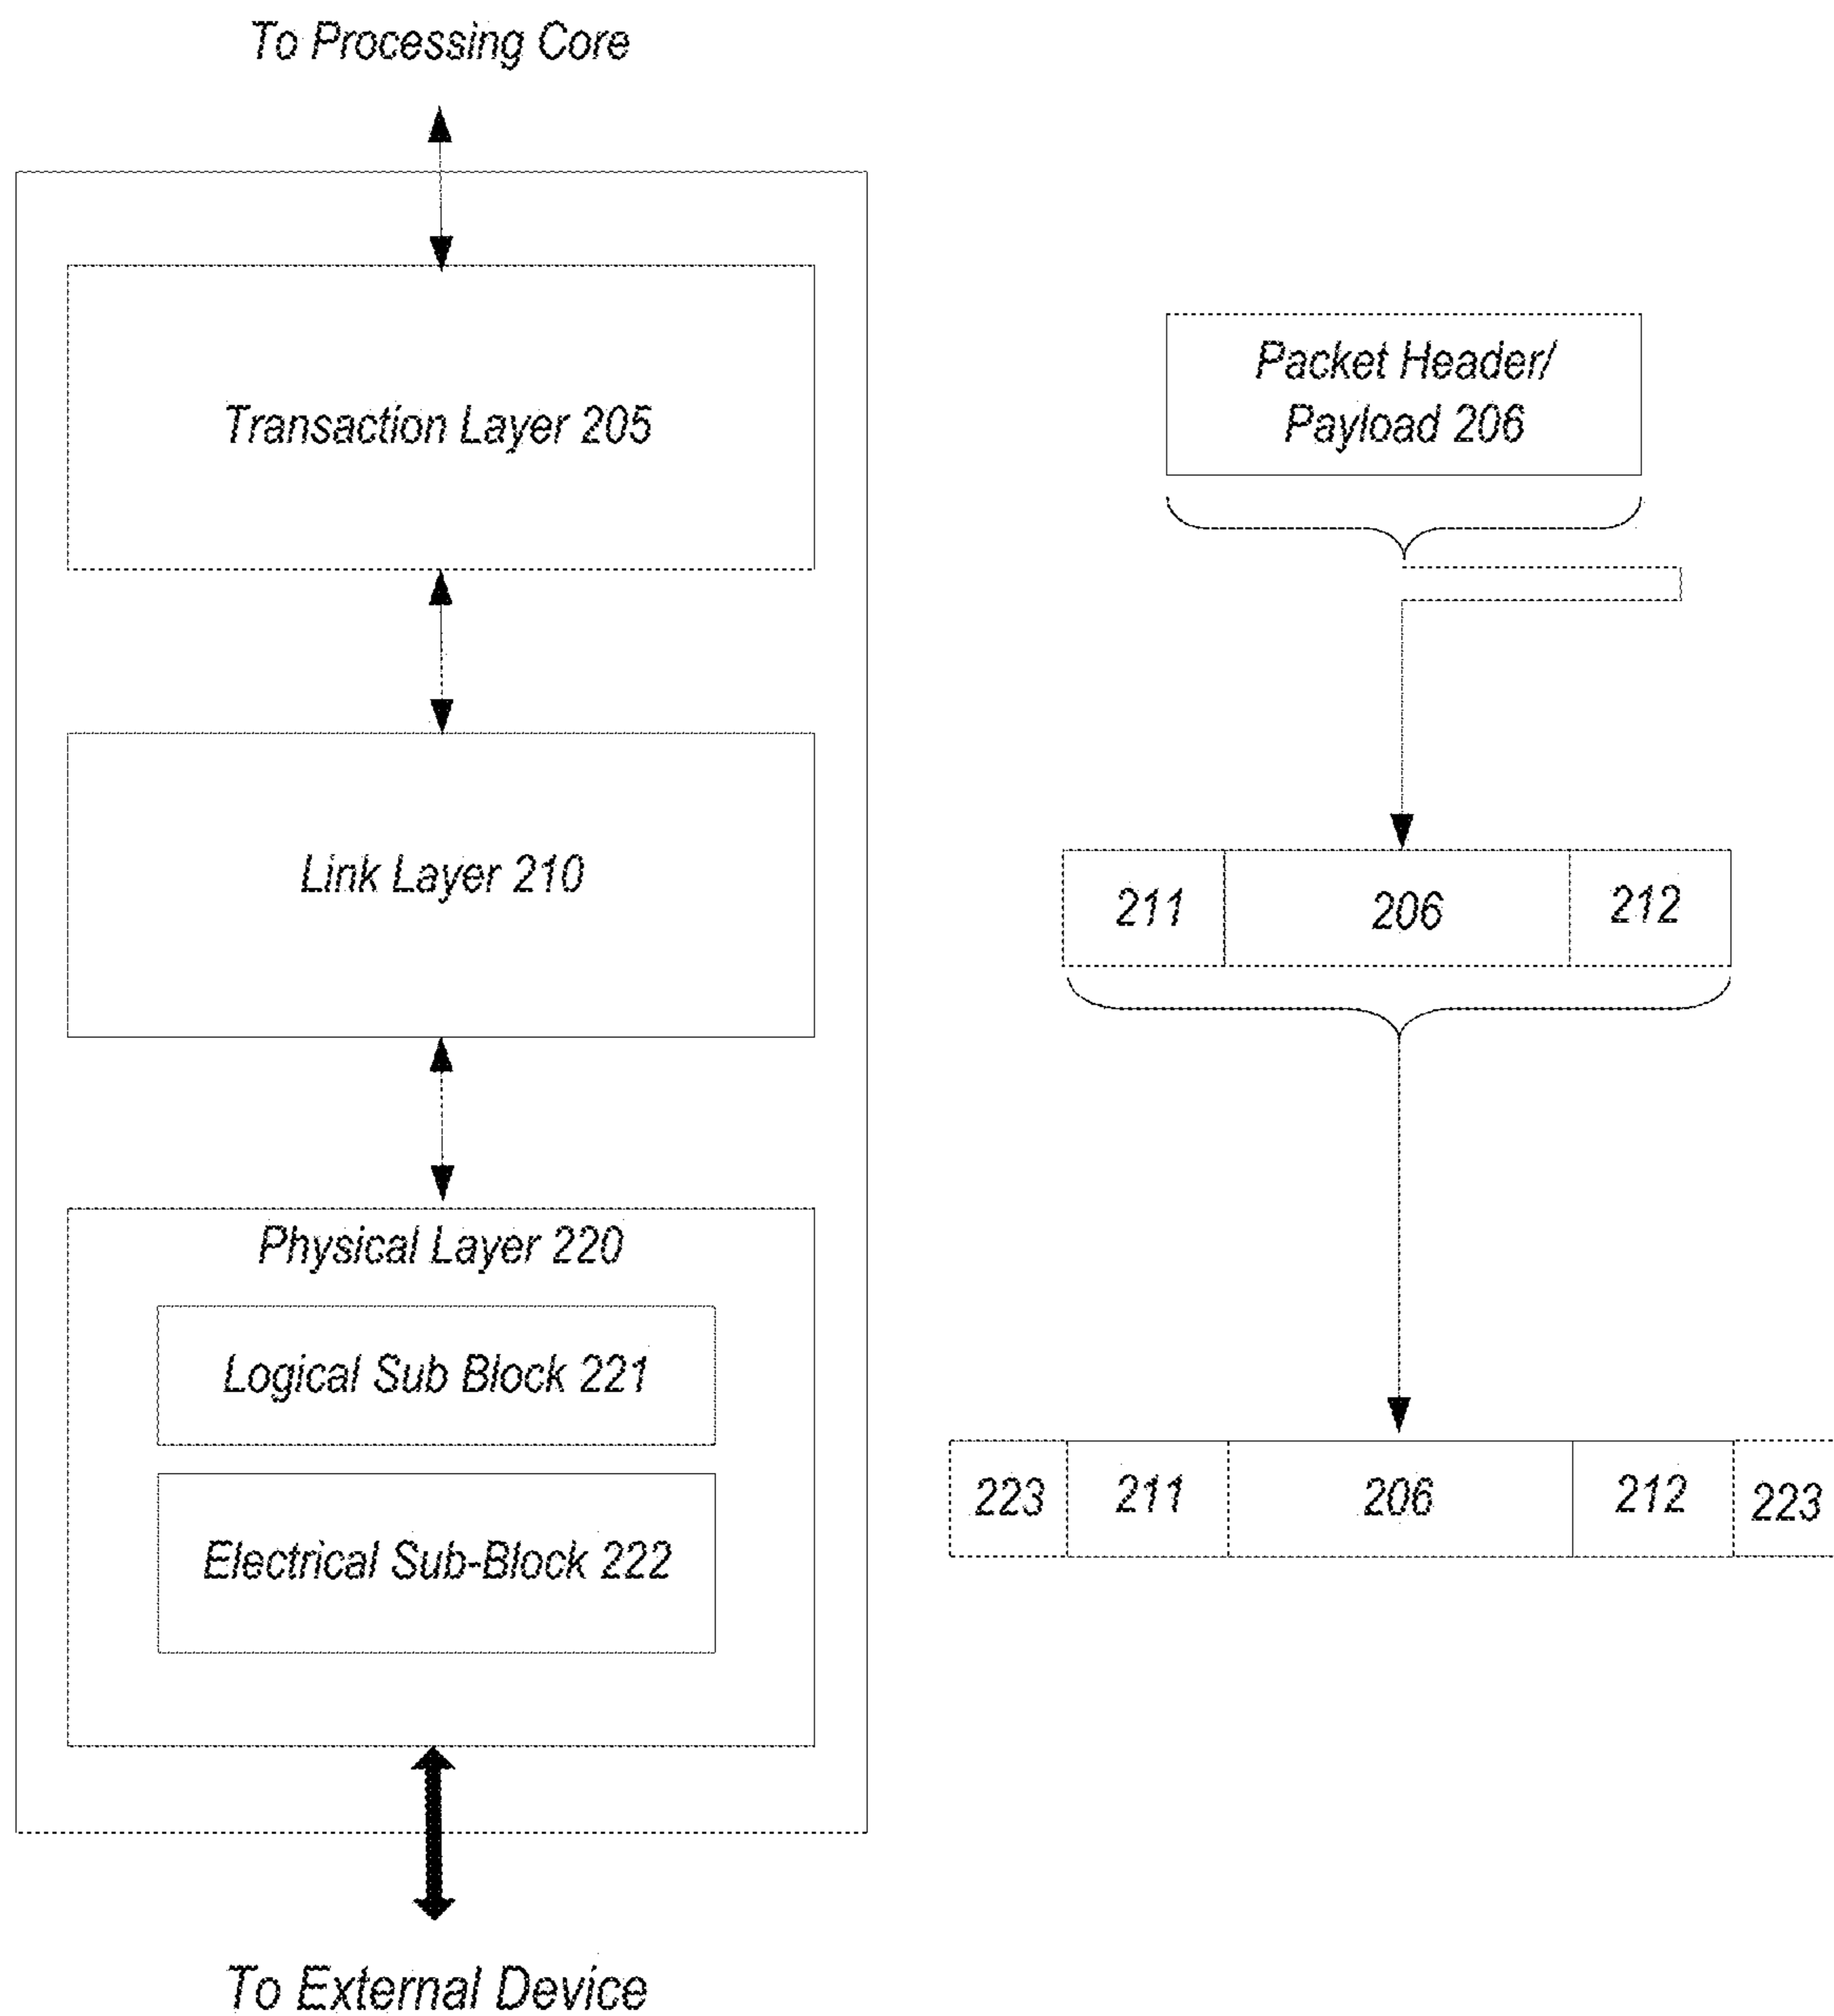 To Processing Core
Transaction Layer 205
Packet Header/
Payload 206
Link Layer 210
211 206 212
Physical Layer 220
Logical Sub Block 221
223 211 206 212 223
Electrical Sub-Block 222
To External Device